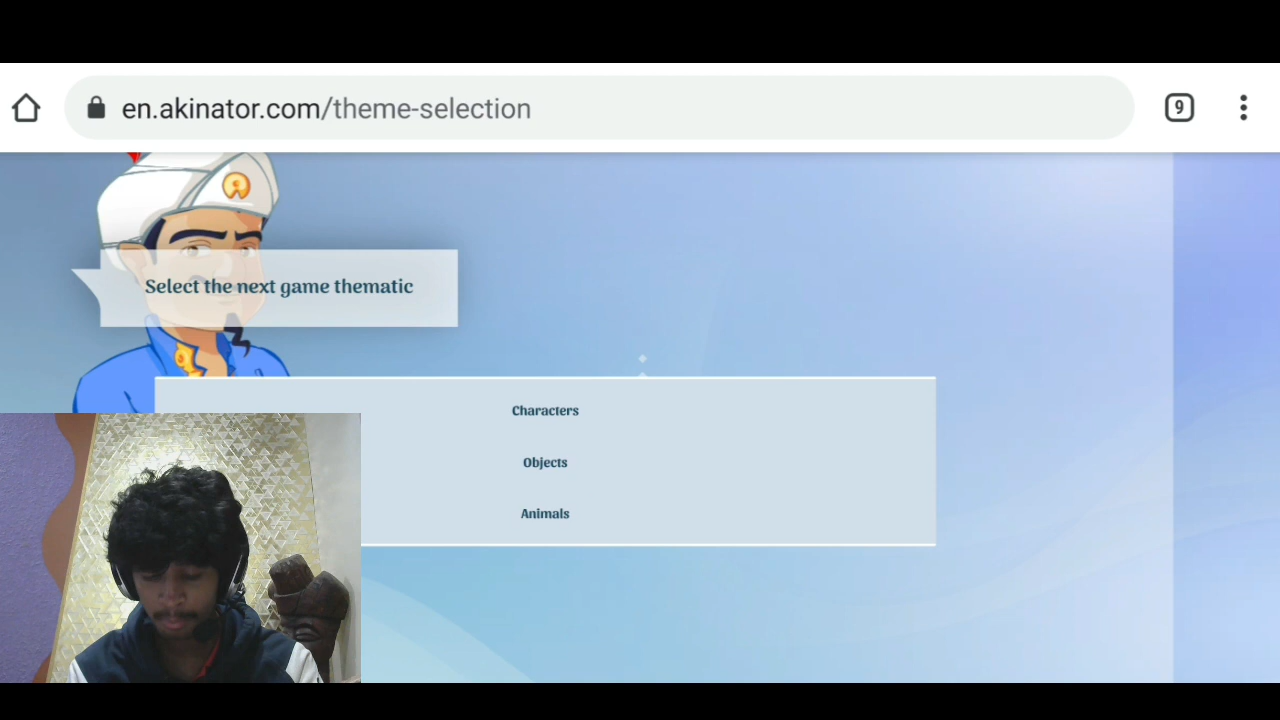 en.akinator.com/theme-selection
9
Select the next game thematic
Characters
Objects
Animals